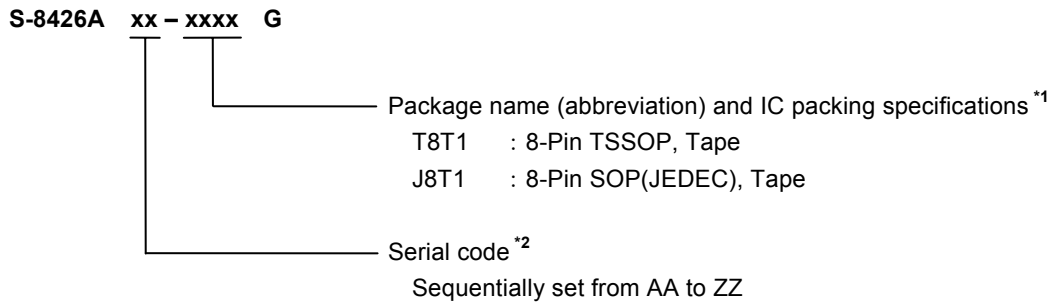 S-8426A xx – xxxx G
Package name (abbreviation) and IC packing specifications *1
T8T1 : 8-Pin TSSOP, Tape
J8T1 : 8-Pin SOP(JEDEC), Tape
Serial code *2
Sequentially set from AA to ZZ